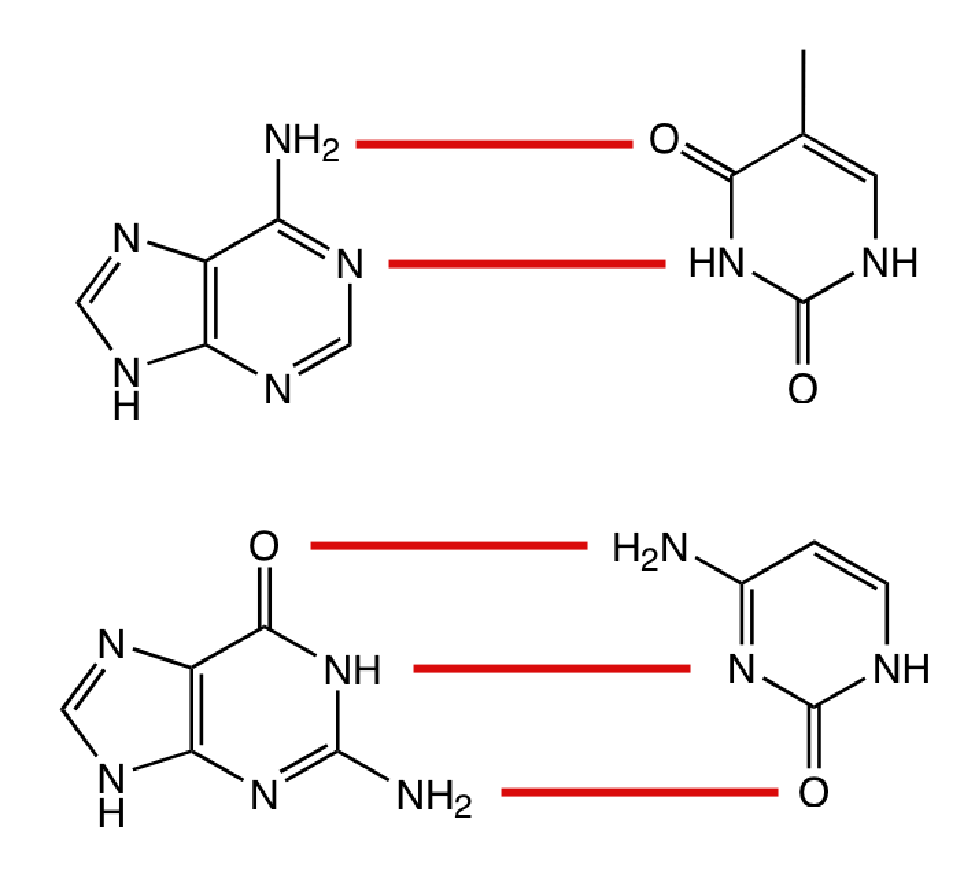 NH₂ O
N N HN NH
N
H N O
O H₂N
N NH N NH
N
H N NH₂ O